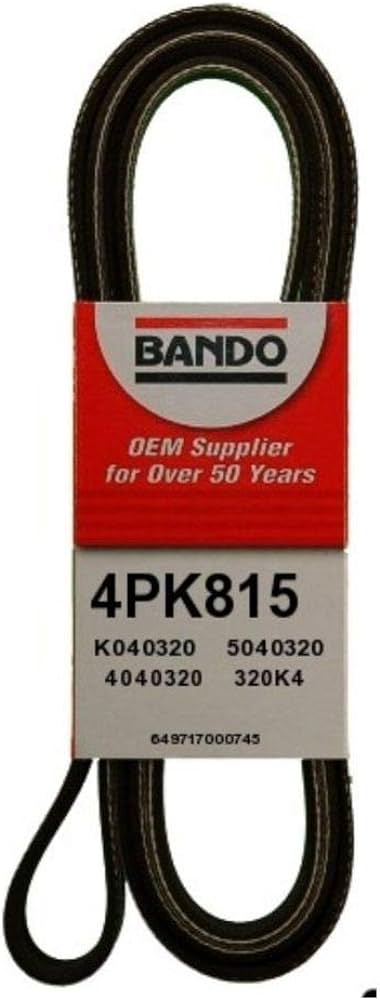 BANDO
OEM Supplier
for Over 50 Years
4PK815
K040320 5040320
4040320 320K4
649717000745